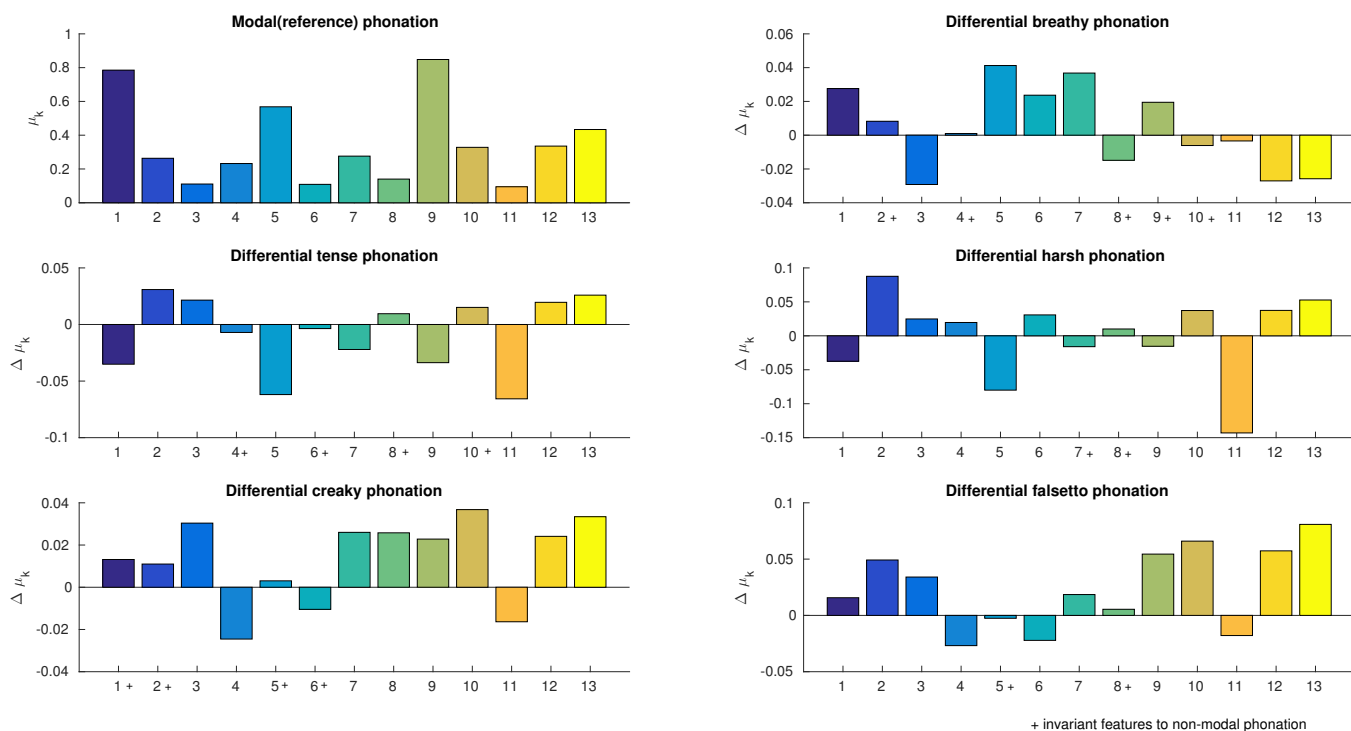 Modal(reference) phonation
1
0.8
0.6
0.4
0.2
0
μk
1 2 3 4 5 6 7 8 9 10 11 12 13
Differential breathy phonation
0.06
0.04
0.02
0
-0.02
-0.04
Δ μk
1 2 + 3 4 + 5 6 7 8 + 9 + 10 + 11 12 13
Differential tense phonation
0.05
0
-0.05
-0.1
Δ μk
1 2 3 4 + 5 6 + 7 8 + 9 10 + 11 12 13
Differential harsh phonation
0.1
0.05
0
-0.05
-0.1
-0.15
Δ μk
1 2 3 4 5 6 7 + 8 + 9 10 11 12 13
Differential creaky phonation
0.04
0.02
0
-0.02
-0.04
Δ μk
1 + 2 + 3 4 5 + 6 + 7 8 9 10 11 12 13
Differential falsetto phonation
0.1
0.05
0
-0.05
Δ μk
1 2 3 4 5 + 6 7 8 + 9 10 11 12 13
+ invariant features to non-modal phonation